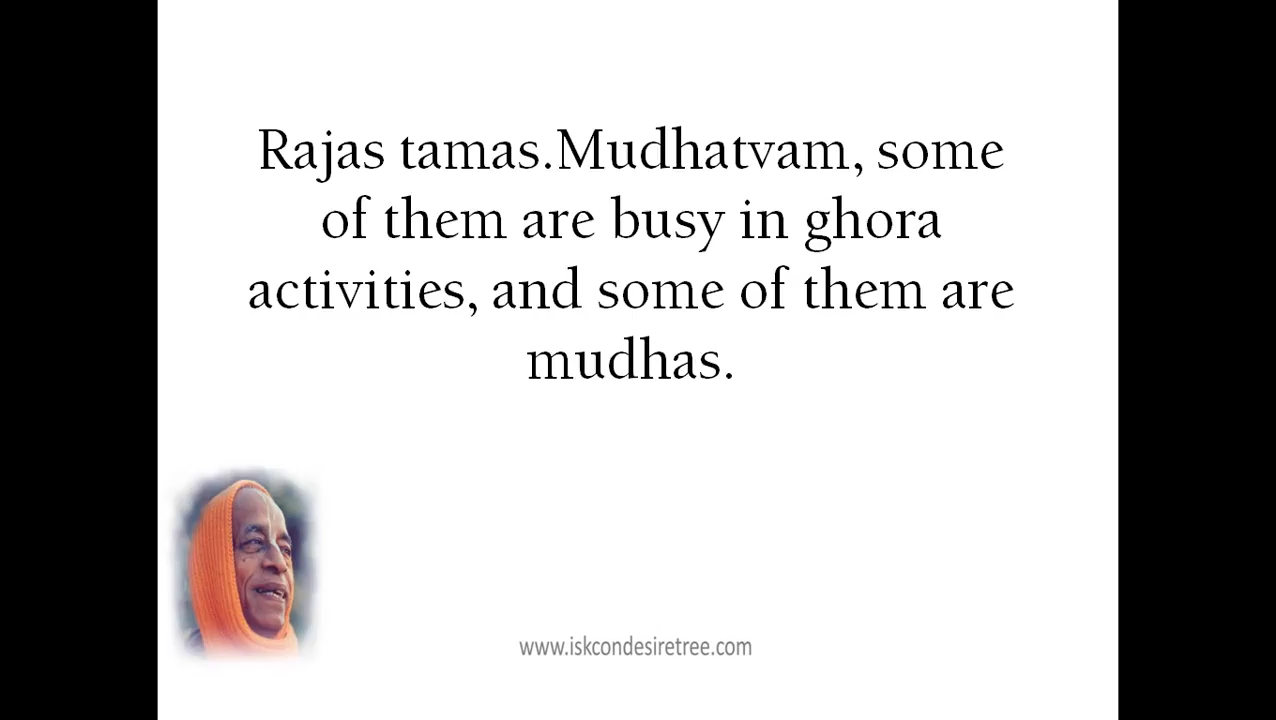 Rajas tamas.Mudhatvam, some
of them are busy in ghora
activities, and some of them are
mudhas.
www.iskcondesiretree.com